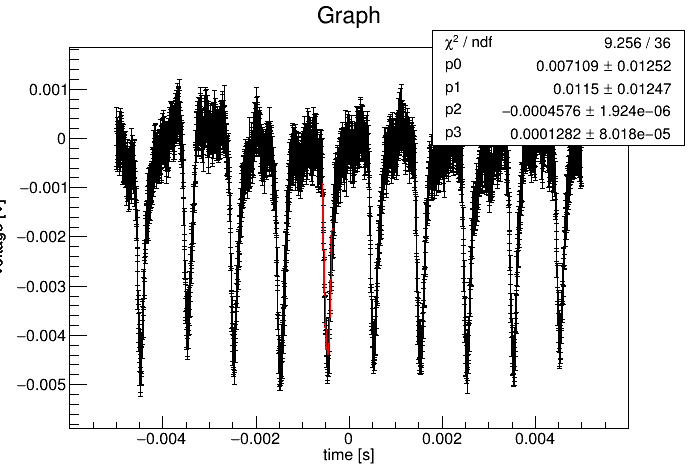 Graph
χ² / ndf 9.256 / 36
p0 0.007109 ± 0.01252
p1 0.0115 ± 0.01247
p2 −0.0004576 ± 1.924e−06
p3 0.0001282 ± 8.018e−05
0.001
0
−0.001
−0.002
−0.003
−0.004
−0.005
−0.004 −0.002 0 0.002 0.004
time [s]